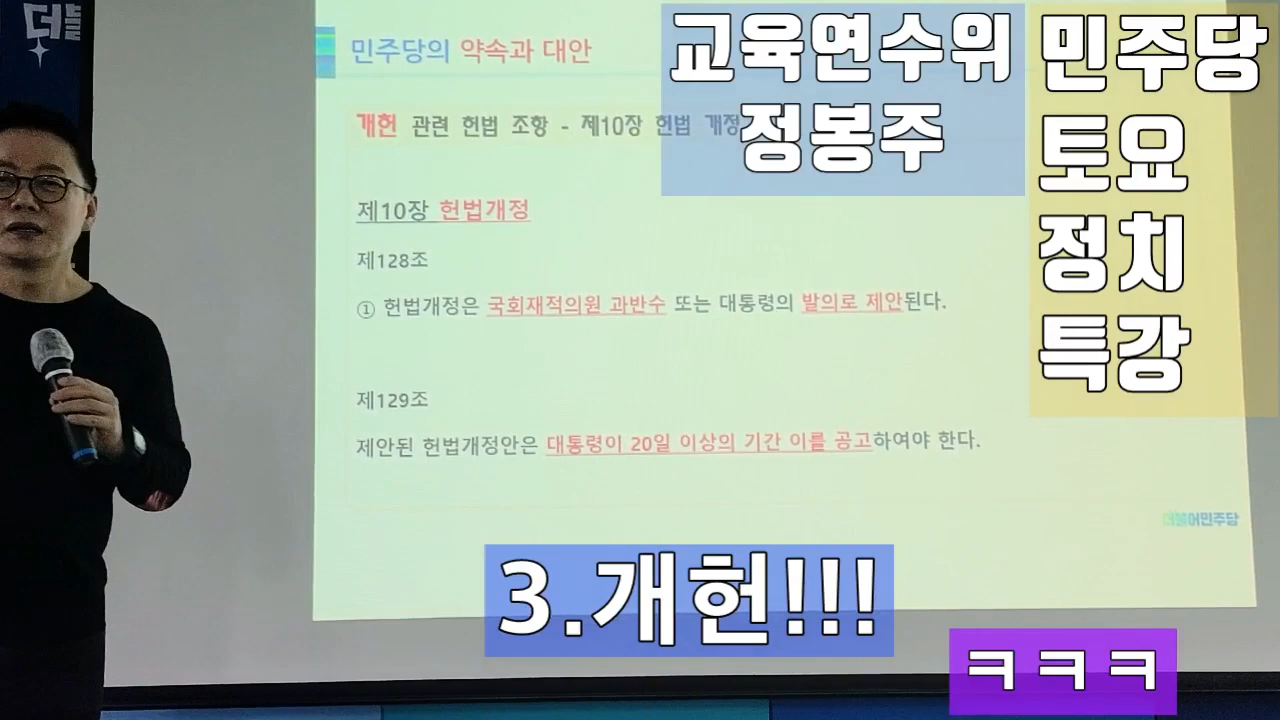 더불
민주당의 약속과 대안
개헌 관련 헌법 조항 - 제10장 헌법 개정
제10장 헌법개정
제128조
① 헌법개정은 국회재적의원 과반수 또는 대통령의 발의로 제안된다.
제129조
제안된 헌법개정안은 대통령이 20일 이상의 기간 이를 공고하여야 한다.
더불어민주당
교육연수위
정봉주
민주당
토요
정치
특강
3.개헌!!!
ㅋㅋㅋ